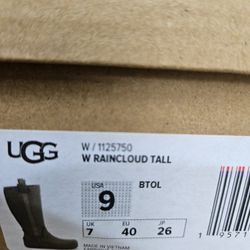 UGG
W / 1125750
W RAINCLOUD TALL
USA
9
BTOL
UK
7
EU
40
JP
26
MADE IN VIETNAM